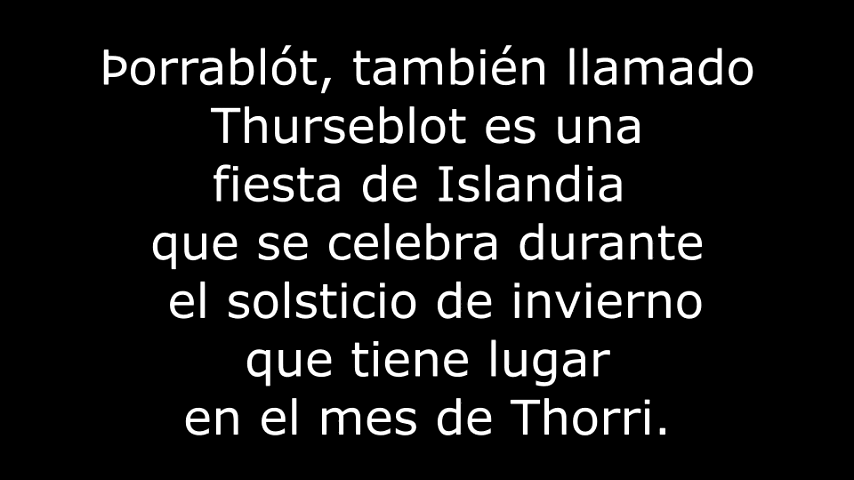 Þorrablót, también llamado
Thurseblot es una
fiesta de Islandia
que se celebra durante
el solsticio de invierno
que tiene lugar
en el mes de Thorri.